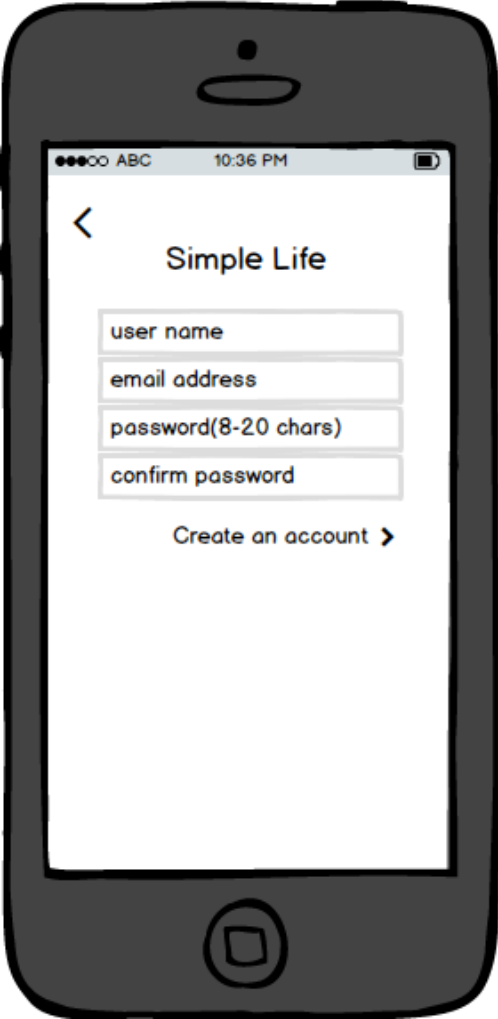 ABC 10:36 PM
Simple Life
user name
email address
password(8-20 chars)
confirm password
Create an account